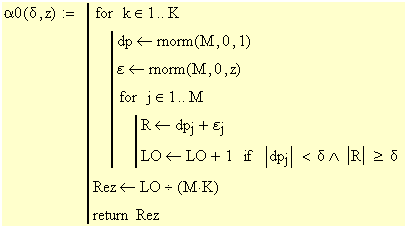 α0(δ,z) := for k ∈ 1..K
dp ← rnorm(M,0,1)
ε ← rnorm(M,0,z)
for j ∈ 1..M
R ← dp_j + ε_j
LO ← LO + 1 if |dp_j| < δ ∧ |R| ≥ δ
Rez ← LO ÷ (M·K)
return Rez